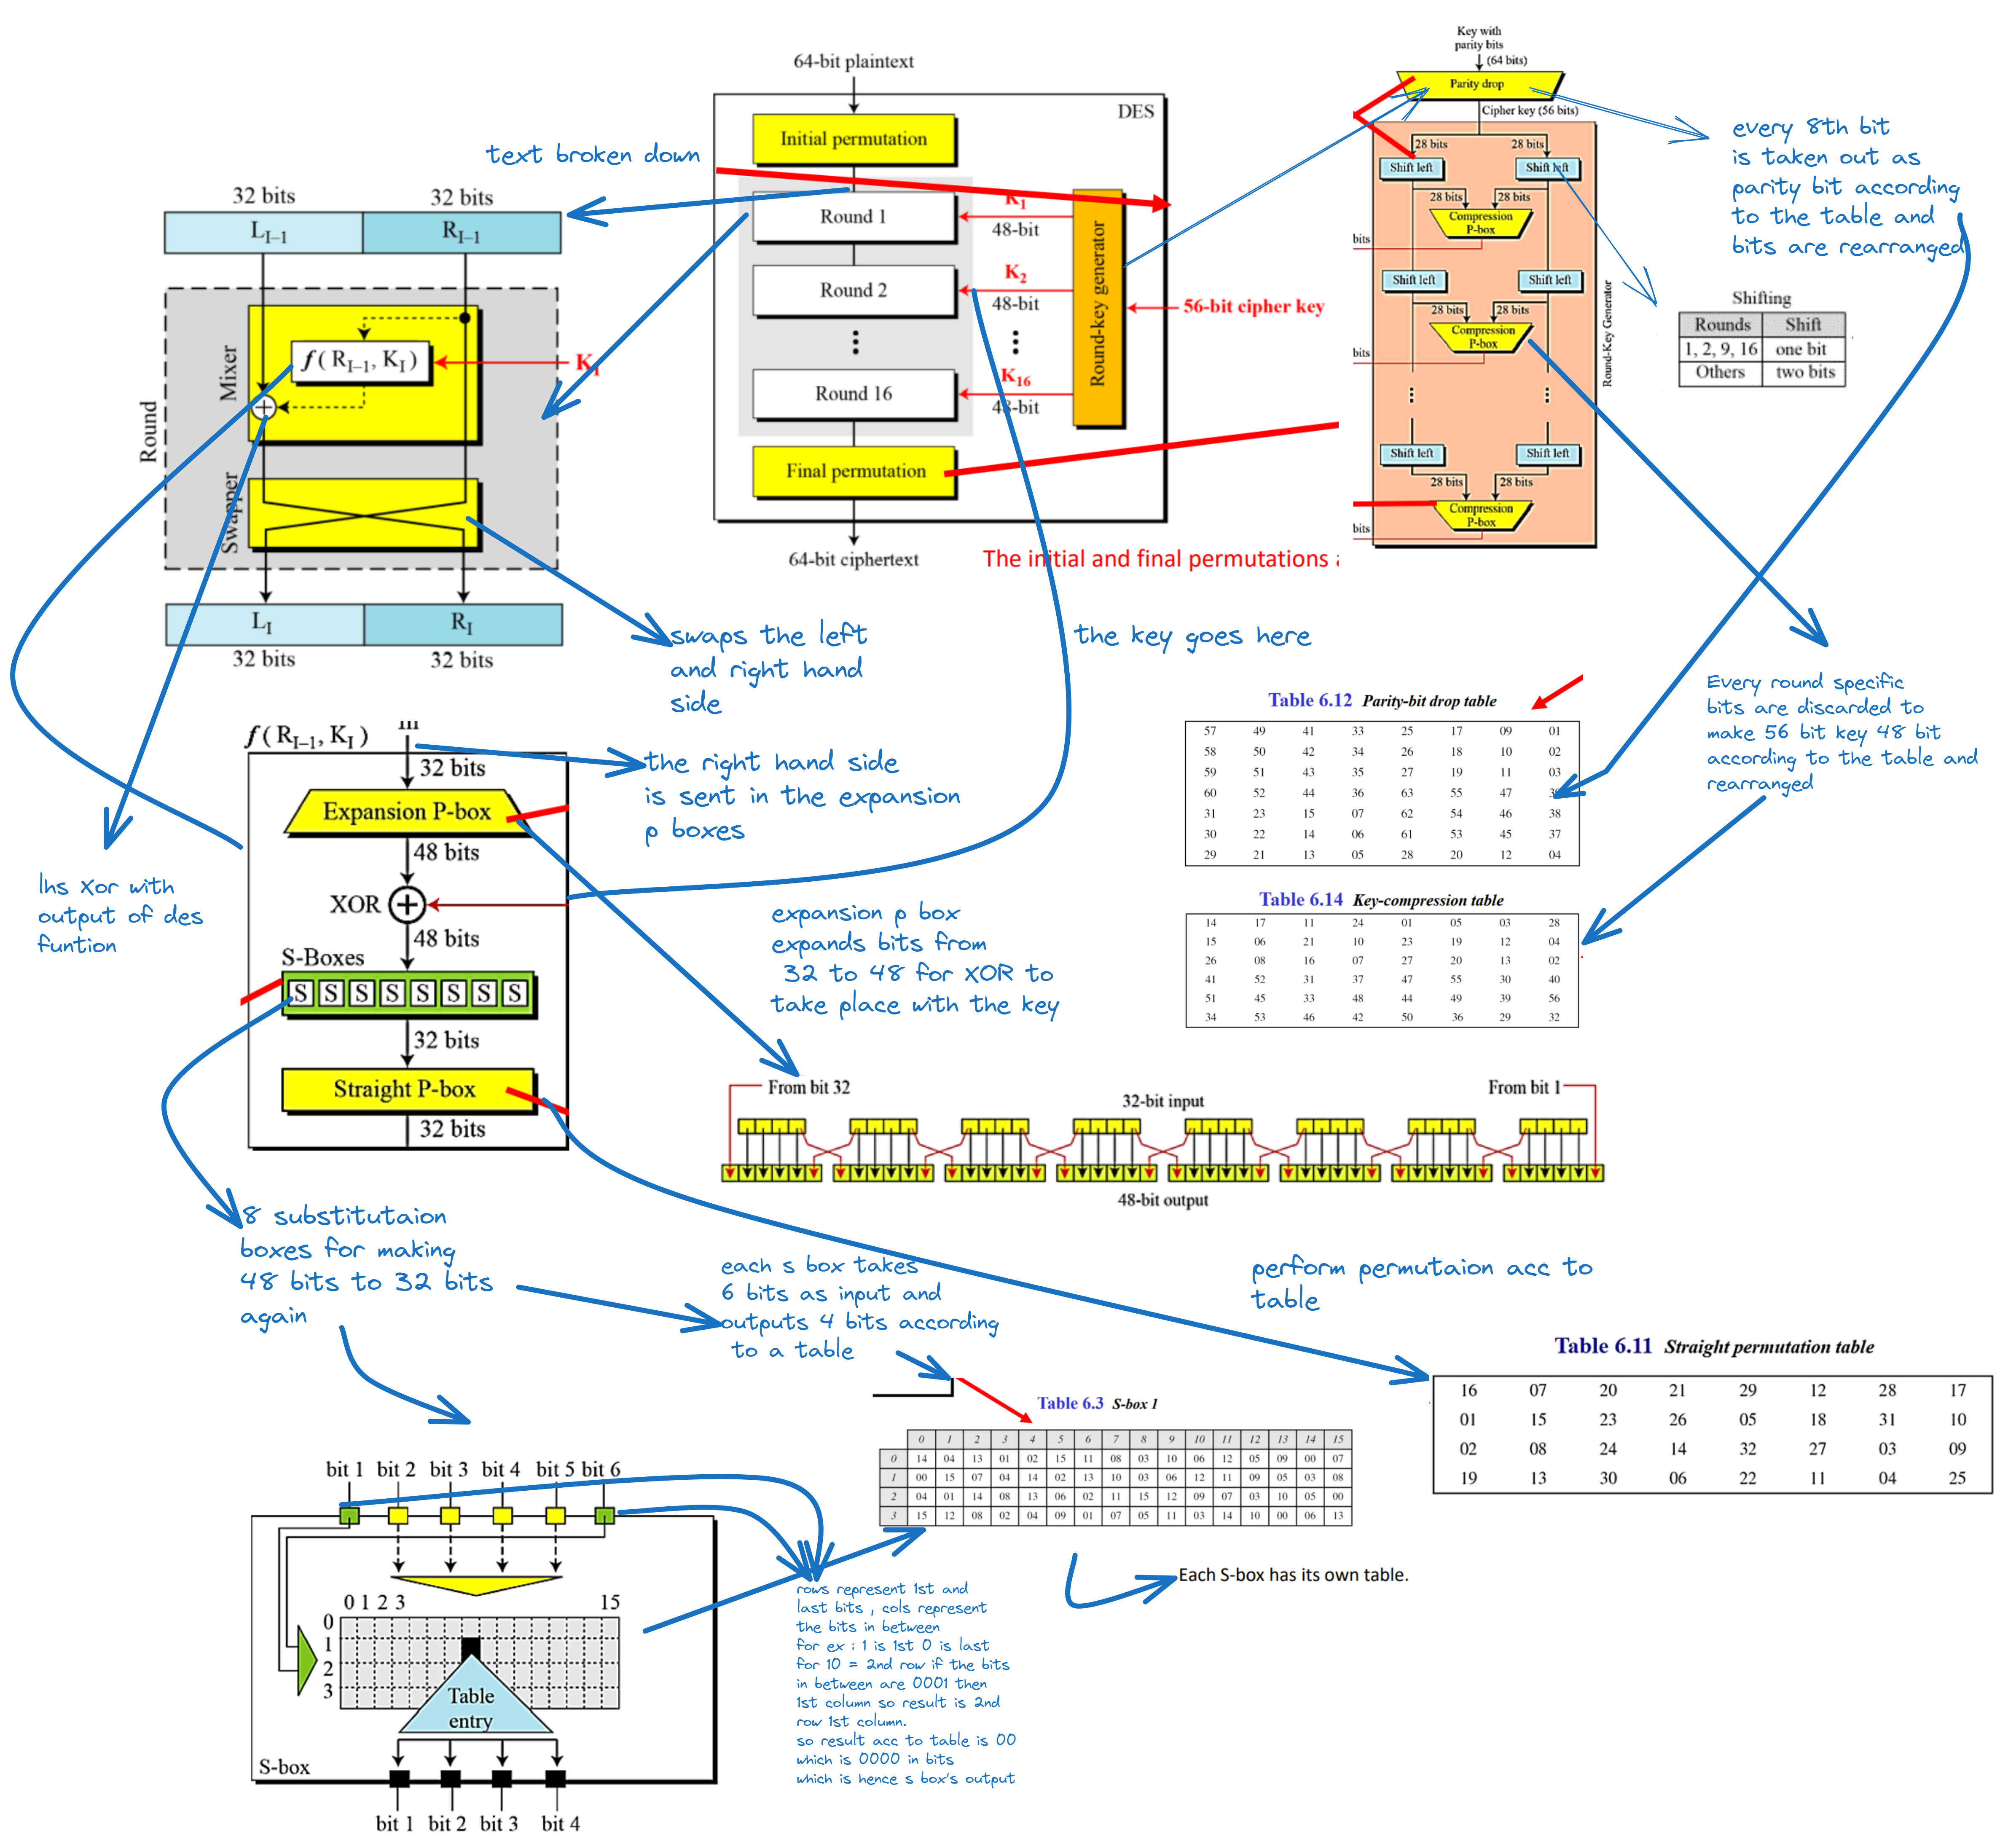 64-bit plaintext
DES
Initial permutation
Round 1
K1
48-bit
Round 2
K2
48-bit
Round 16
K16
48-bit
Round-key generator
56-bit cipher key
Final permutation
64-bit ciphertext
The initial and final permutations
text broken down
32 bits
32 bits
LI–1
RI–1
Round
Mixer
f( RI–1, KI )
KI
Swapper
LI
RI
32 bits
32 bits
swaps the left
and right hand
side
the key goes here
Key with
parity bits
(64 bits)
Parity drop
Cipher key (56 bits)
28 bits
28 bits
Shift left
Shift left
28 bits
28 bits
Compression
P-box
bits
Shift left
Shift left
28 bits
28 bits
Compression
P-box
bits
Shift left
Shift left
28 bits
28 bits
Compression
P-box
bits
Round-Key Generator
every 8th bit
is taken out as
parity bit according
to the table and
bits are rearranged
Shifting
Rounds Shift
1, 2, 9, 16 one bit
Others two bits
Every round specific
bits are discarded to
make 56 bit key 48 bit
according to the table and
rearranged
f( RI–1, KI )
In
32 bits
Expansion P-box
48 bits
XOR
48 bits
S-Boxes
S S S S S S S S
32 bits
Straight P-box
32 bits
the right hand side
is sent in the expansion
p boxes
lhs Xor with
output of des
funtion
expansion p box
expands bits from
32 to 48 for XOR to
take place with the key
Table 6.12 Parity-bit drop table
57 49 41 33 25 17 09 01
58 50 42 34 26 18 10 02
59 51 43 35 27 19 11 03
60 52 44 36 63 55 47 39
31 23 15 07 62 54 46 38
30 22 14 06 61 53 45 37
29 21 13 05 28 20 12 04
Table 6.14 Key-compression table
14 17 11 24 01 05 03 28
15 06 21 10 23 19 12 04
26 08 16 07 27 20 13 02
41 52 31 37 47 55 30 40
51 45 33 48 44 49 39 56
34 53 46 42 50 36 29 32
From bit 32
32-bit input
From bit 1
48-bit output
8 substitutaion
boxes for making
48 bits to 32 bits
again
each s box takes
6 bits as input and
outputs 4 bits according
to a table
perform permutaion acc to
table
Table 6.11 Straight permutation table
16 07 20 21 29 12 28 17
01 15 23 26 05 18 31 10
02 08 24 14 32 27 03 09
19 13 30 06 22 11 04 25
Table 6.3 S-box 1
0 1 2 3 4 5 6 7 8 9 10 11 12 13 14 15
0 14 04 13 01 02 15 11 08 03 10 06 12 05 09 00 07
1 00 15 07 04 14 02 13 10 03 06 12 11 09 05 03 08
2 04 01 14 08 13 06 02 11 15 12 09 07 03 10 05 00
3 15 12 08 02 04 09 01 07 05 11 03 14 10 00 06 13
Each S-box has its own table.
bit 1 bit 2 bit 3 bit 4 bit 5 bit 6
0 1 2 3 15
0
1
2
3
Table
entry
S-box
bit 1 bit 2 bit 3 bit 4
rows represent 1st and
last bits , cols represent
the bits in between
for ex : 1 is 1st 0 is last
for 10 = 2nd row if the bits
in between are 0001 then
1st column so result is 2nd
row 1st column.
so result acc to table is 00
which is 0000 in bits
which is hence s box's output